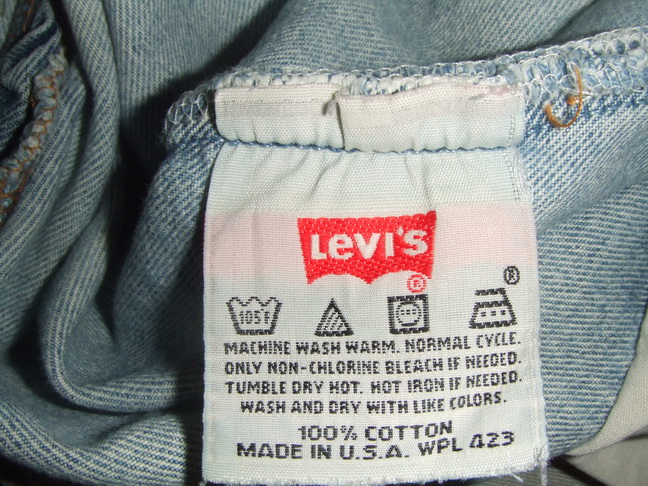 Levi's
®
®
105°F
MACHINE WASH WARM. NORMAL CYCLE.
ONLY NON-CHLORINE BLEACH IF NEEDED.
TUMBLE DRY HOT. HOT IRON IF NEEDED.
WASH AND DRY WITH LIKE COLORS.
100% COTTON
MADE IN U.S.A. WPL 423